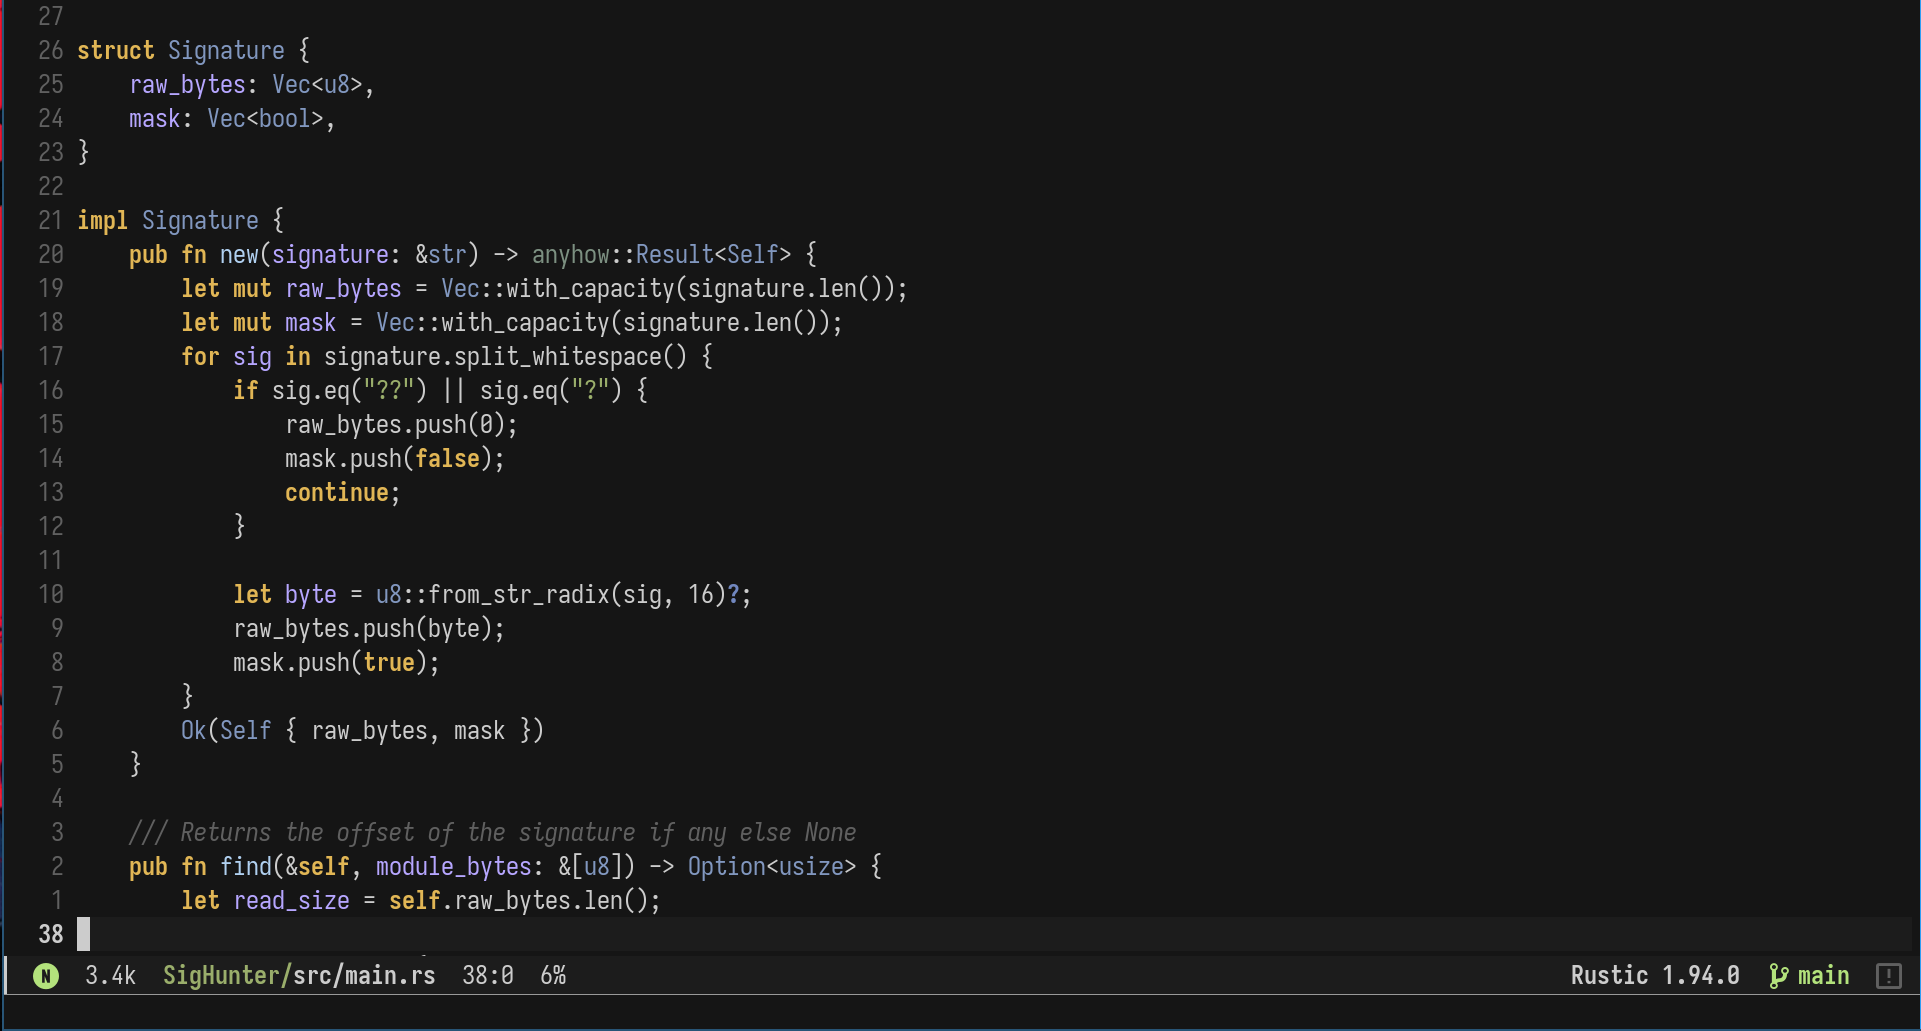 27
26 struct Signature {
25     raw_bytes: Vec<u8>,
24     mask: Vec<bool>,
23 }
22
21 impl Signature {
20     pub fn new(signature: &str) -> anyhow::Result<Self> {
19         let mut raw_bytes = Vec::with_capacity(signature.len());
18         let mut mask = Vec::with_capacity(signature.len());
17         for sig in signature.split_whitespace() {
16             if sig.eq("??") || sig.eq("?") {
15                 raw_bytes.push(0);
14                 mask.push(false);
13                 continue;
12             }
11
10             let byte = u8::from_str_radix(sig, 16)?;
9             raw_bytes.push(byte);
8             mask.push(true);
7         }
6         Ok(Self { raw_bytes, mask })
5     }
4
3     /// Returns the offset of the signature if any else None
2     pub fn find(&self, module_bytes: &[u8]) -> Option<usize> {
1         let read_size = self.raw_bytes.len();
38
N 3.4k SigHunter/src/main.rs 38:0 6% Rustic 1.94.0 main !